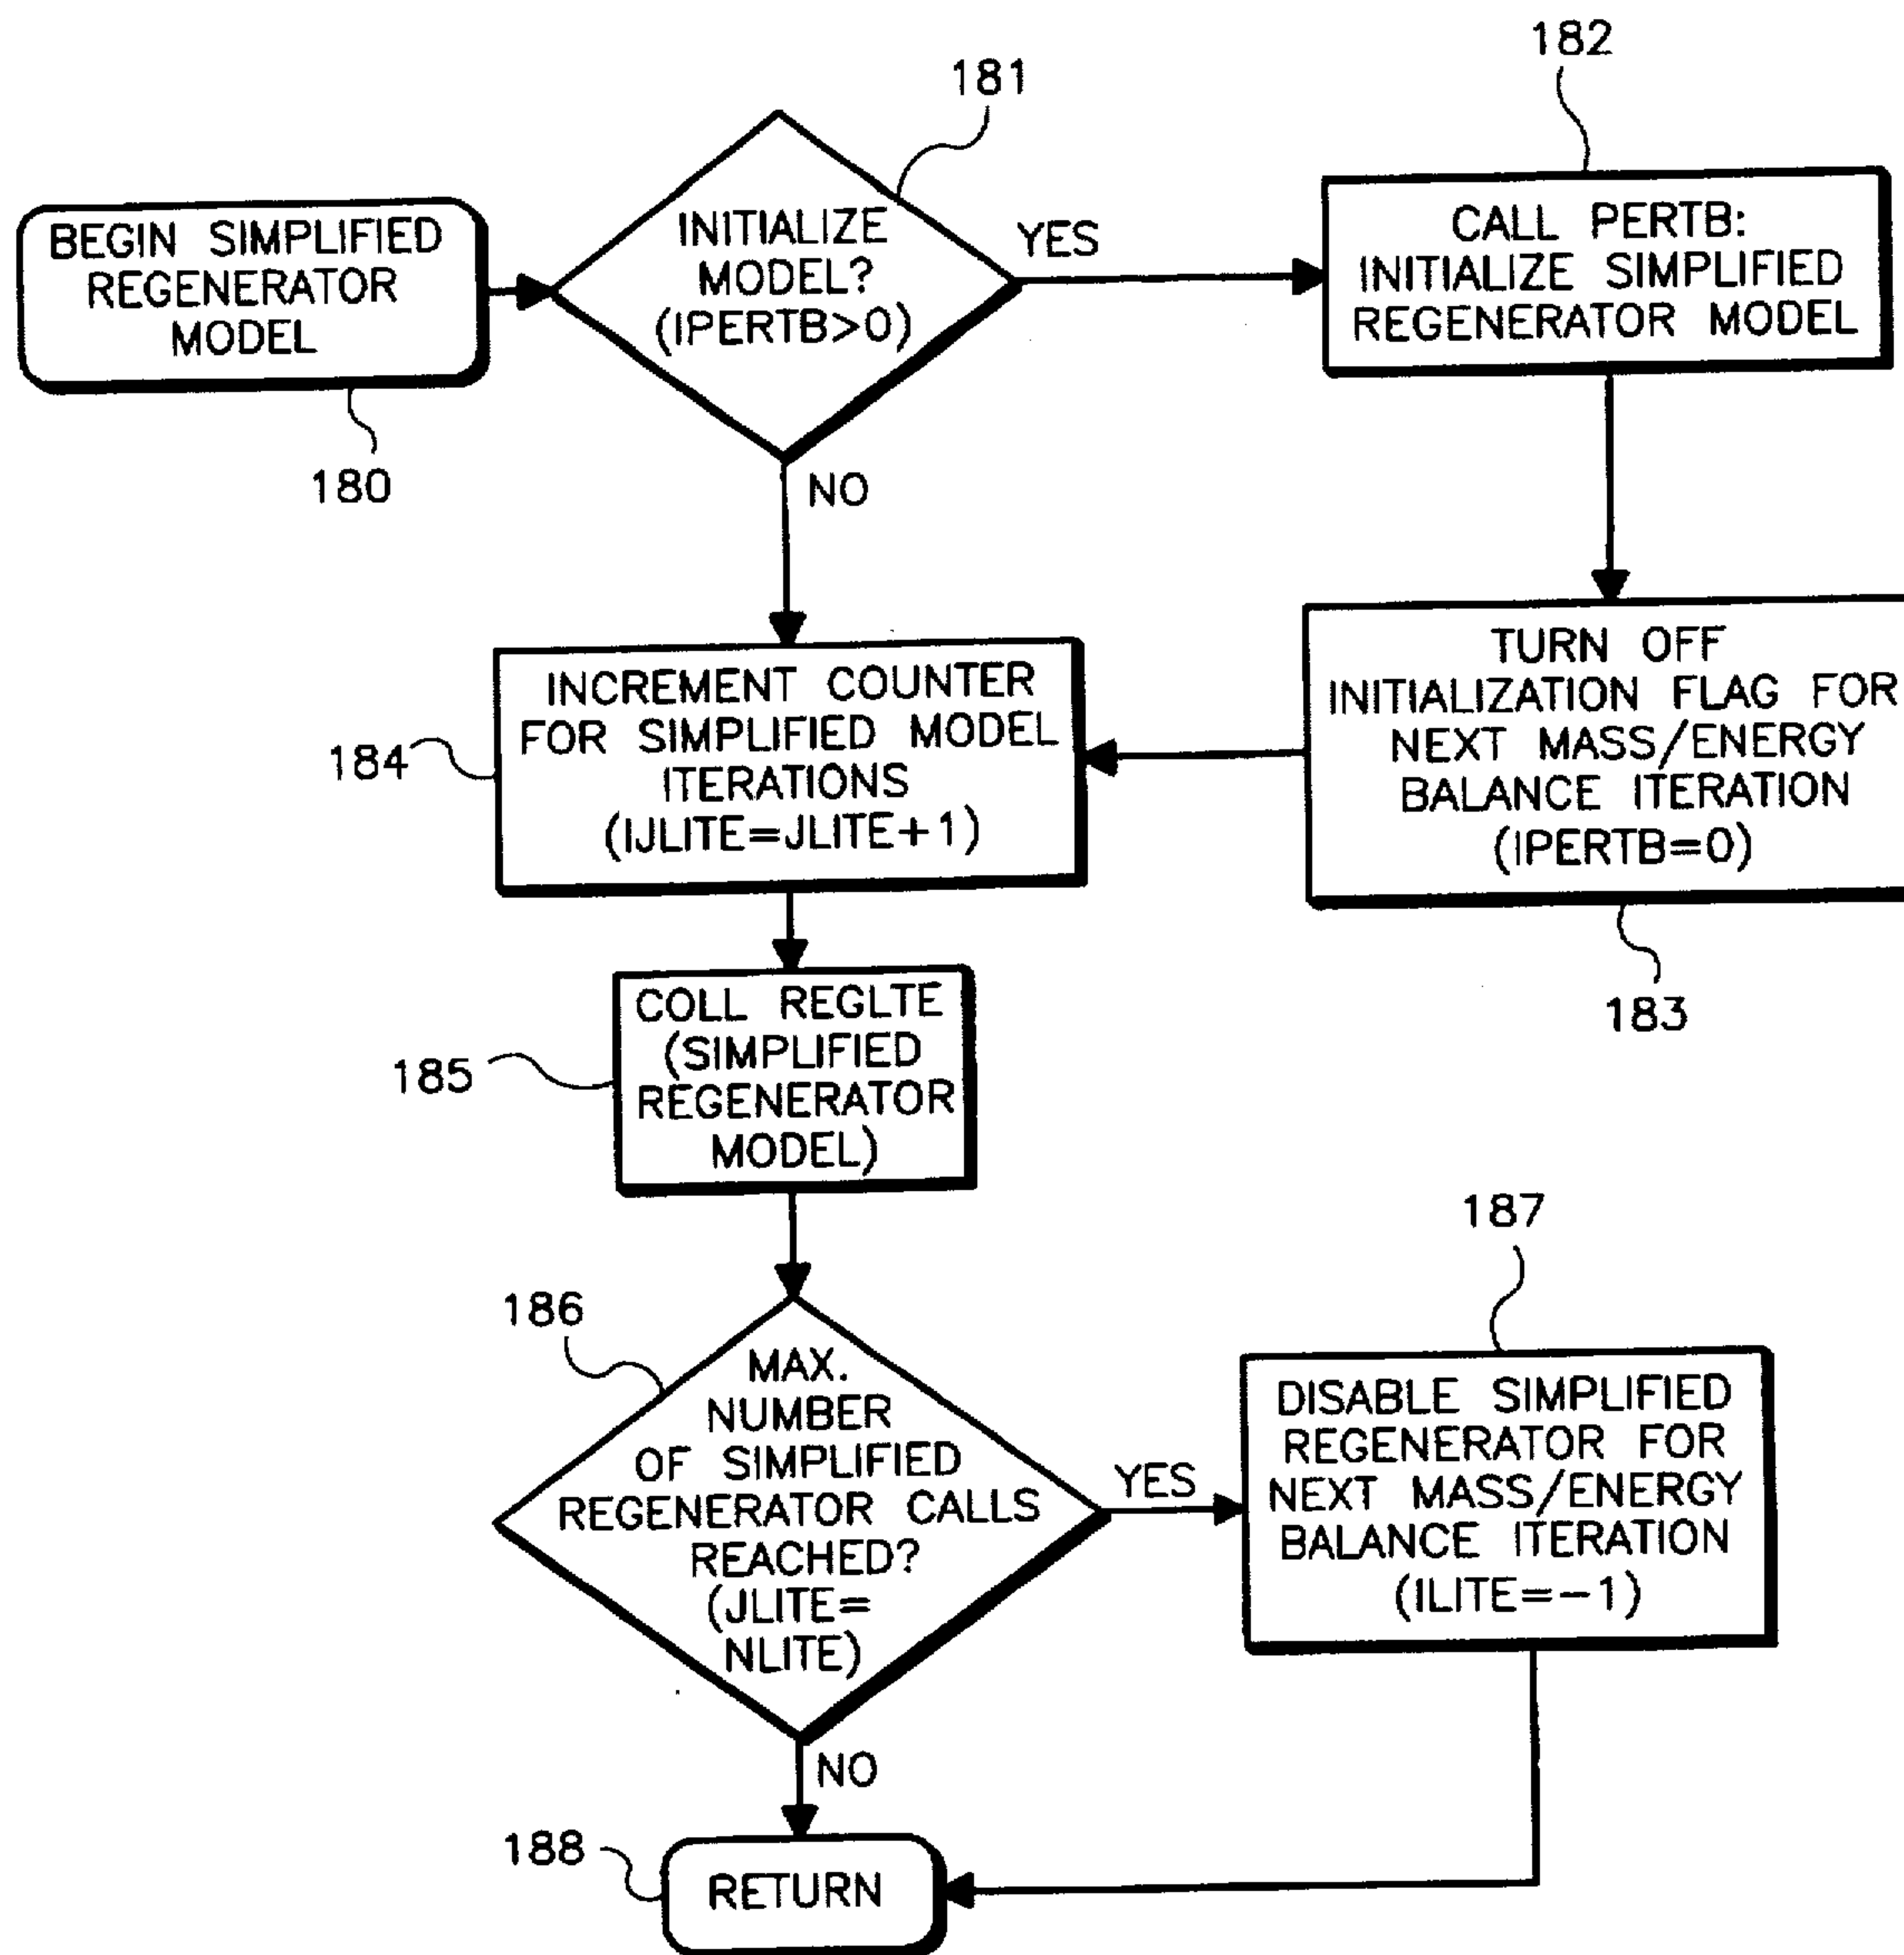 182
181
BEGIN SIMPLIFIED
REGENERATOR
MODEL
180
INITIALIZE
MODEL?
(IPERTB>0)
YES
NO
CALL PERTB:
INITIALIZE SIMPLIFIED
REGENERATOR MODEL
TURN OFF
INITIALIZATION FLAG FOR
NEXT MASS/ENERGY
BALANCE ITERATION
(IPERTB=0)
183
184
INCREMENT COUNTER
FOR SIMPLIFIED MODEL
ITERATIONS
(IJLITE=JLITE+1)
185
COLL REGLTE
(SIMPLIFIED
REGENERATOR
MODEL)
186
MAX.
NUMBER
OF SIMPLIFIED
REGENERATOR CALLS
REACHED?
(JLITE=
NLITE)
YES
NO
187
DISABLE SIMPLIFIED
REGENERATOR FOR
NEXT MASS/ENERGY
BALANCE ITERATION
(ILITE=-1)
188
RETURN